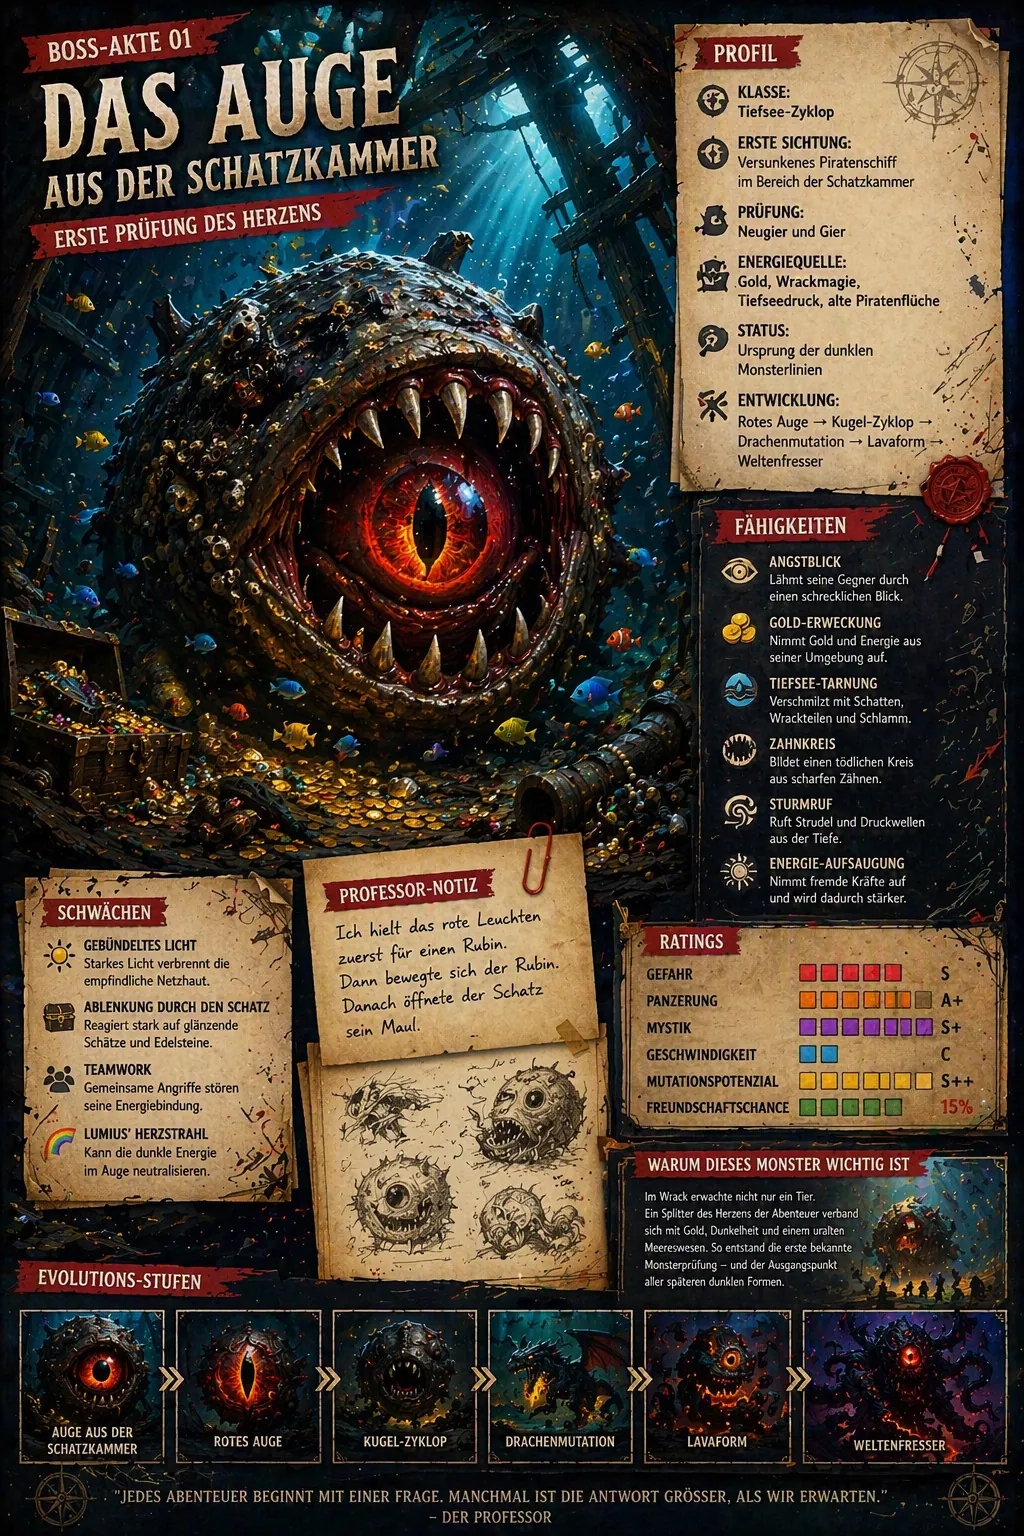 BOSS-AKTE 01
DAS AUGE
AUS DER SCHATZKAMMER
ERSTE PRÜFUNG DES HERZENS
PROFIL
KLASSE:
Tiefsee-Zyklop
ERSTE SICHTUNG:
Versunkenes Piratenschiff
im Bereich der Schatzkammer
PRÜFUNG:
Neugier und Gier
ENERGIEQUELLE:
Gold, Wrackmagie,
Tiefseedruck, alte Piratenflüche
STATUS:
Ursprung der dunklen
Monsterlinien
ENTWICKLUNG:
Rotes Auge → Kugel-Zyklop →
Drachenmutation → Lavaform →
Weltenfresser
FÄHIGKEITEN
ANGSTBLICK
Lähmt seine Gegner durch
einen schrecklichen Blick.
GOLD-ERWECKUNG
Nimmt Gold und Energie aus
seiner Umgebung auf.
TIEFSEE-TARNUNG
Verschmilzt mit Schatten,
Wrackteilen und Schlamm.
ZAHNKREIS
BIldet einen tödlichen Kreis
aus scharfen Zähnen.
STURMRUF
Ruft Strudel und Druckwellen
aus der Tiefe.
ENERGIE-AUFSAUGUNG
Nimmt fremde Kräfte auf
und wird dadurch stärker.
SCHWÄCHEN
GEBÜNDELTES LICHT
Starkes Licht verbrennt die
empfindliche Netzhaut.
ABLENKUNG DURCH DEN SCHATZ
Reagiert stark auf glänzende
Schätze und Edelsteine.
TEAMWORK
Gemeinsame Angriffe stören
seine Energiebindung.
LUMIUS' HERZSTRAHL
Kann die dunkle Energie
im Auge neutralisieren.
PROFESSOR-NOTIZ
Ich hielt das rote Leuchten
zuerst für einen Rubin.
Dann bewegte sich der Rubin.
Danach öffnete der Schatz
sein Maul.
RATINGS
GEFAHR S
PANZERUNG A+
MYSTIK S+
GESCHWINDIGKEIT C
MUTATIONSPOTENZIAL S++
FREUNDSCHAFTSCHANCE 15%
WARUM DIESES MONSTER WICHTIG IST
Im Wrack erwachte nicht nur ein Tier.
Ein Splitter des Herzens der Abenteuer verband
sich mit Gold, Dunkelheit und einem uralten
Meereswesen. So entstand die erste bekannte
Monsterprüfung – und der Ausgangspunkt
aller späteren dunklen Formen.
EVOLUTIONS-STUFEN
AUGE AUS DER
SCHATZKAMMER
ROTES AUGE
KUGEL-ZYKLOP
DRACHENMUTATION
LAVAFORM
WELTENFRESSER
"JEDES ABENTEUER BEGINNT MIT EINER FRAGE. MANCHMAL IST DIE ANTWORT GRÖSSER, ALS WIR ERWARTEN."
– DER PROFESSOR